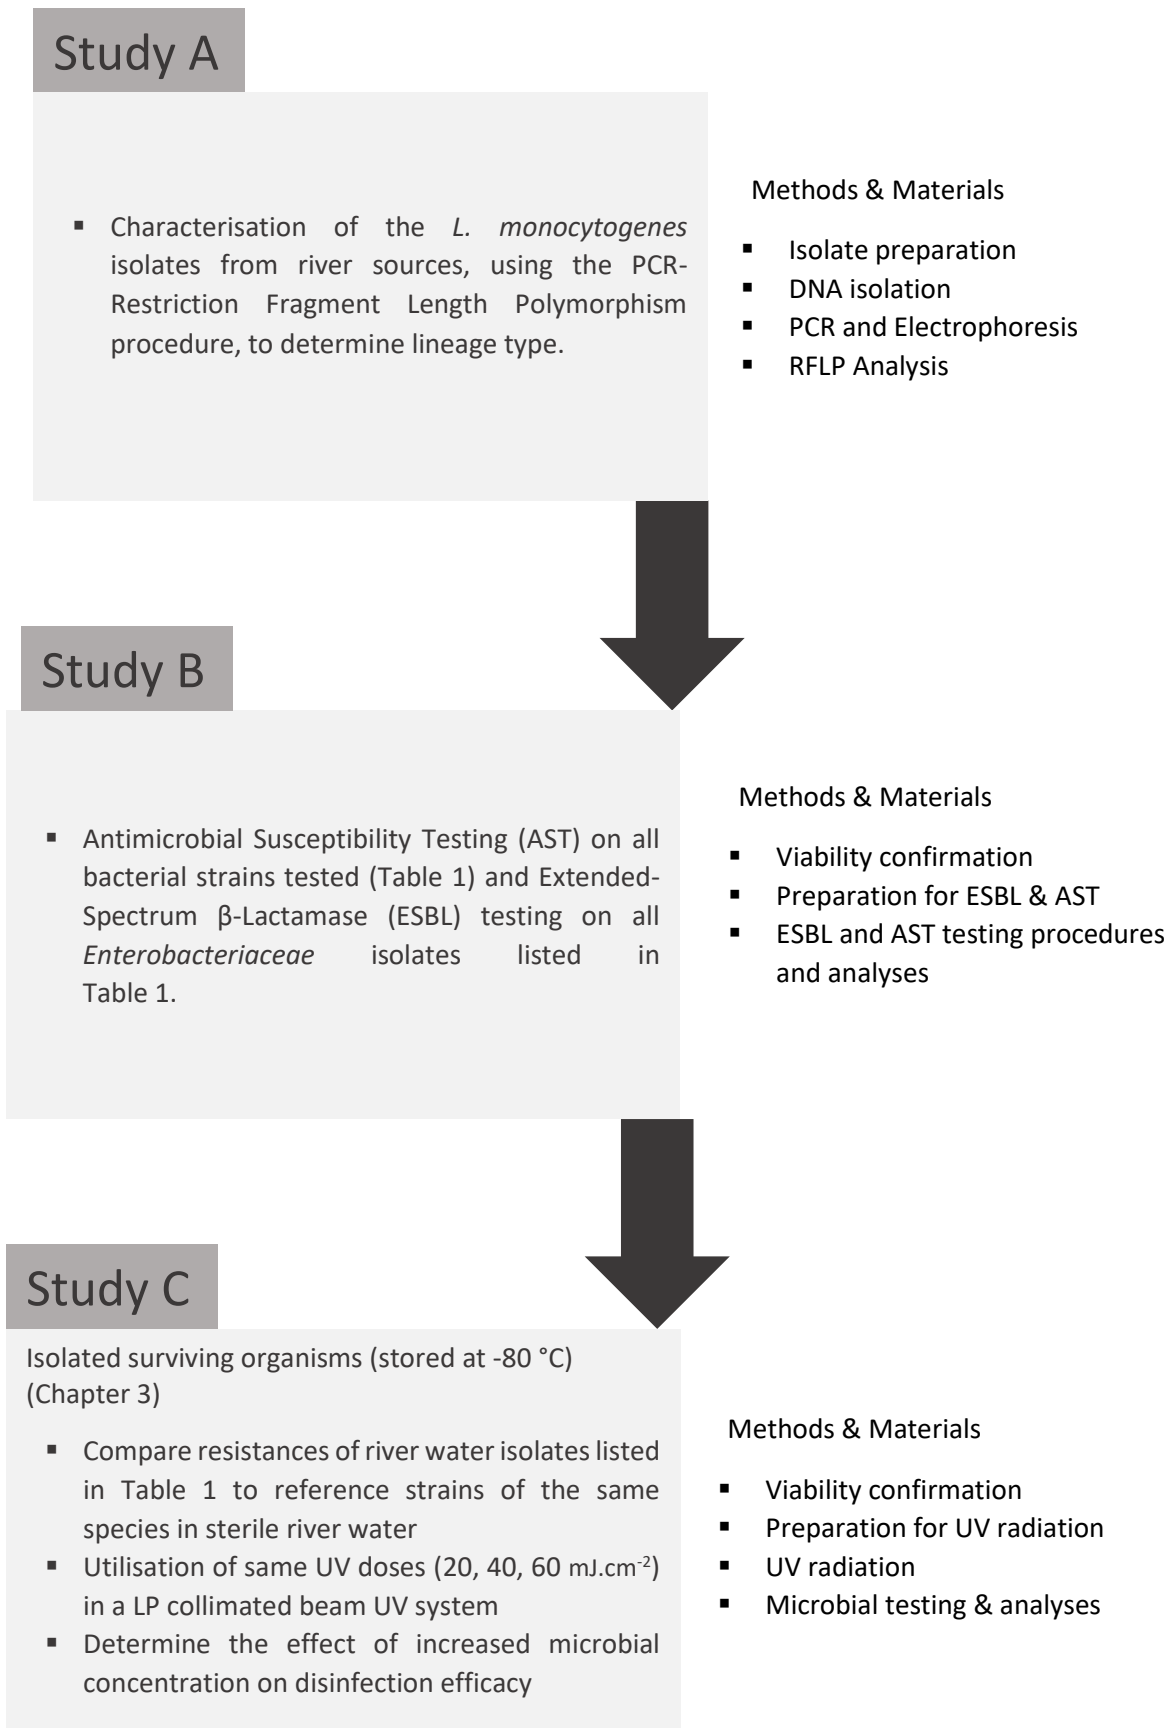 Study A
▪ Characterisation of the L. monocytogenes
isolates from river sources, using the PCR-
Restriction Fragment Length Polymorphism
procedure, to determine lineage type.
Methods & Materials
▪ Isolate preparation
▪ DNA isolation
▪ PCR and Electrophoresis
▪ RFLP Analysis
Study B
▪ Antimicrobial Susceptibility Testing (AST) on all
bacterial strains tested (Table 1) and Extended-
Spectrum β-Lactamase (ESBL) testing on all
Enterobacteriaceae isolates listed in
Table 1.
Methods & Materials
▪ Viability confirmation
▪ Preparation for ESBL & AST
▪ ESBL and AST testing procedures
and analyses
Study C
Isolated surviving organisms (stored at -80 °C)
(Chapter 3)
▪ Compare resistances of river water isolates listed
in Table 1 to reference strains of the same
species in sterile river water
▪ Utilisation of same UV doses (20, 40, 60 mJ.cm⁻²)
in a LP collimated beam UV system
▪ Determine the effect of increased microbial
concentration on disinfection efficacy
Methods & Materials
▪ Viability confirmation
▪ Preparation for UV radiation
▪ UV radiation
▪ Microbial testing & analyses